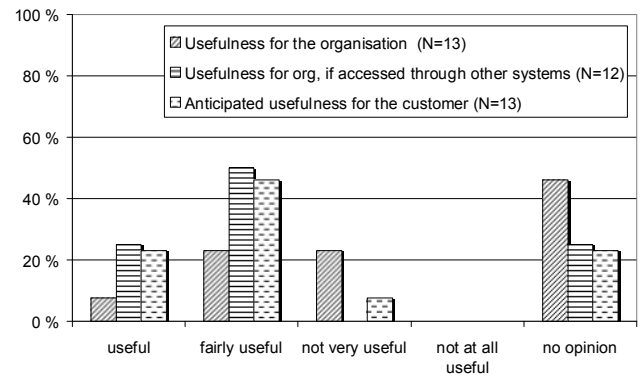 100 %
80 %
60 %
40 %
20 %
0 %
Usefulness for the organisation (N=13)
Usefulness for org, if accessed through other systems (N=12)
Anticipated usefulness for the customer (N=13)
useful
fairly useful
not very useful
not at all
useful
no opinion